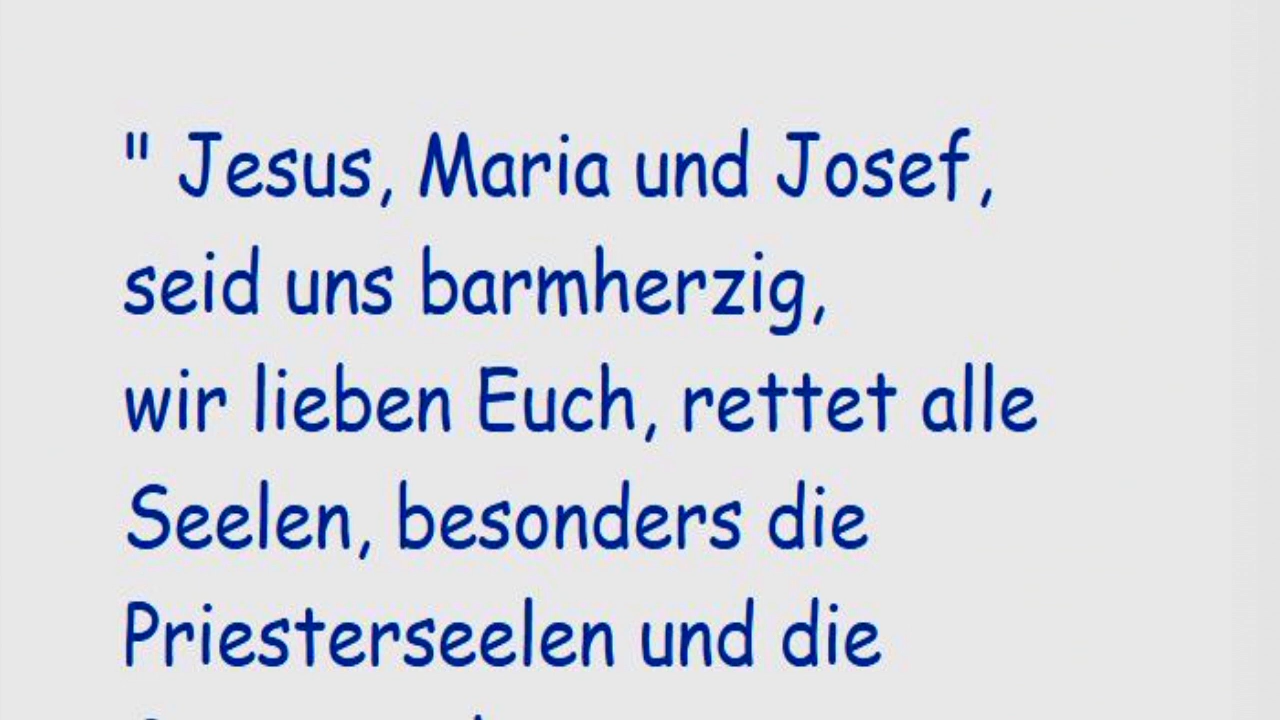 " Jesus, Maria und Josef,
seid uns barmherzig,
wir lieben Euch, rettet alle
Seelen, besonders die
Priesterseelen und die